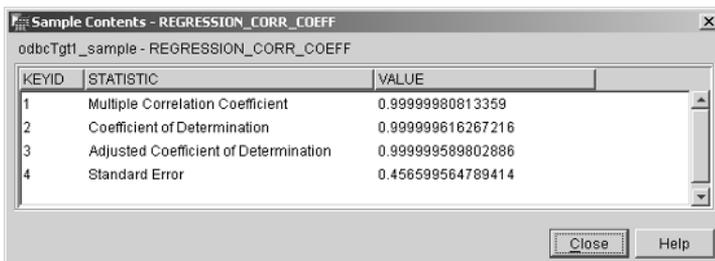 Sample Contents - REGRESSION_CORR_COEFF
odbcTgt1_sample - REGRESSION_CORR_COEFF
KEYID STATISTIC VALUE
1 Multiple Correlation Coefficient 0.99999980813359
2 Coefficient of Determination 0.999999616267216
3 Adjusted Coefficient of Determination 0.999999589802886
4 Standard Error 0.456599564789414
Close Help